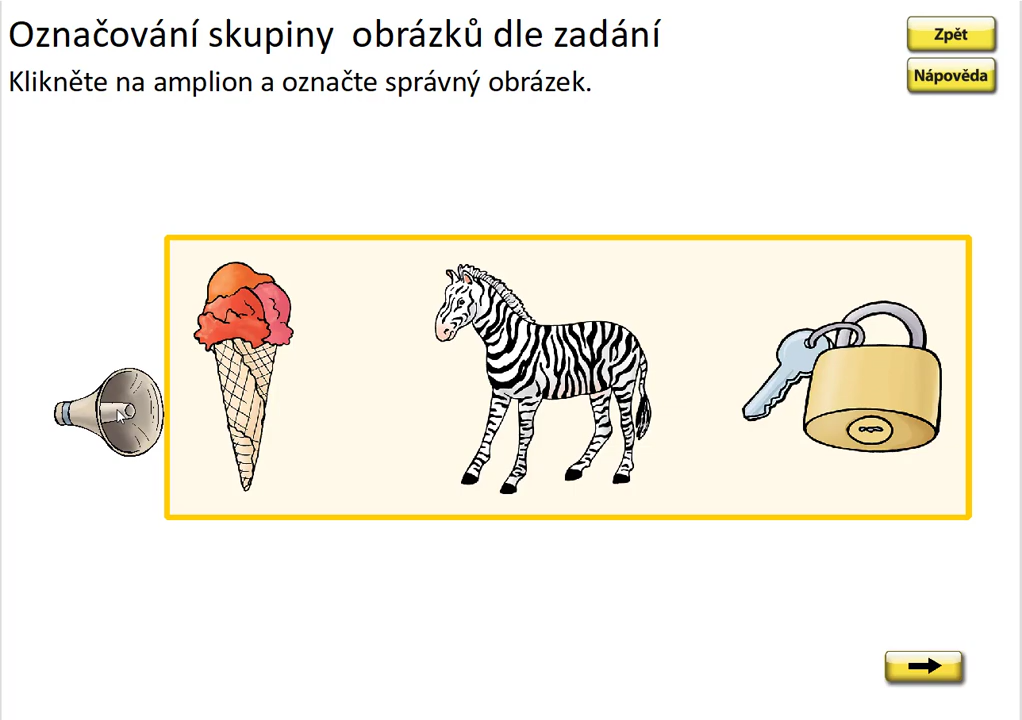 Označování skupiny  obrázků dle zadání
Zpět
Klikněte na amplion a označte správný obrázek.
Nápověda